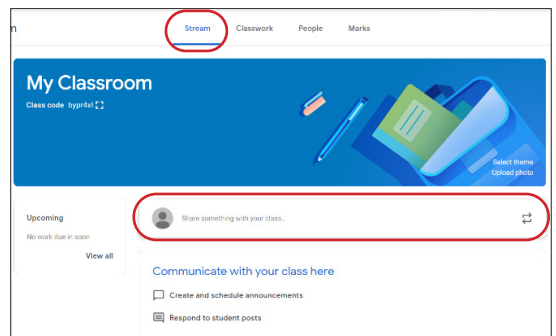 Stream Classwork People Marks
My Classroom
Class code bypr4xl
Select theme
Upload photo
Upcoming
No work due in soon
View all
Share something with your class…
Communicate with your class here
Create and schedule announcements
Respond to student posts